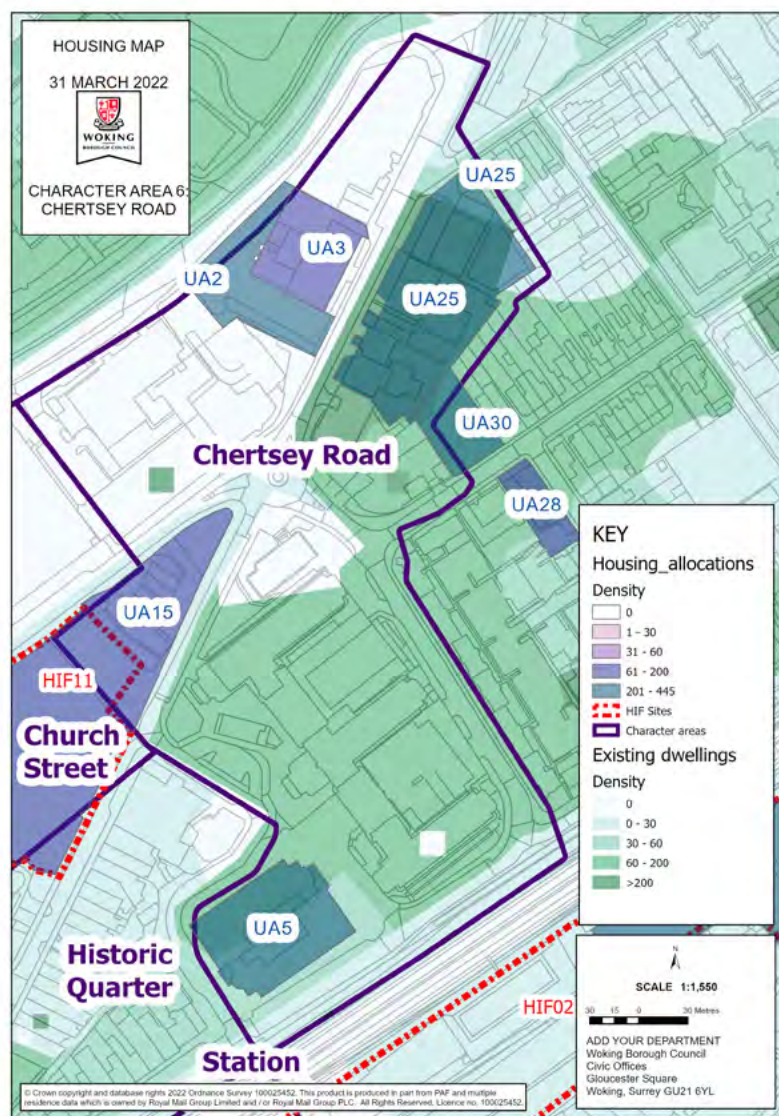 HOUSING MAP
31 MARCH 2022
WOKING
BOROUGH COUNCIL
CHARACTER AREA 6:
CHERTSEY ROAD
UA25
UA3
UA2
UA25
Chertsey Road
UA30
UA28
UA15
HIF11
Church
Street
UA5
Historic
Quarter
HIF02
Station
KEY
Housing_allocations
Density
0
1 - 30
31 - 60
61 - 200
201 - 445
HIF Sites
Character areas
Existing dwellings
Density
0
0 - 30
30 - 60
60 - 200
>200
N
SCALE 1:1,550
30 15 0 30 Metres
ADD YOUR DEPARTMENT
Woking Borough Council
Civic Offices
Gloucester Square
Woking, Surrey GU21 6YL
© Crown copyright and database rights 2022 Ordnance Survey 100025452. This product is produced in part from PAF and multiple
residence data which is owned by Royal Mail Group Limited and / or Royal Mail Group PLC. All Rights Reserved, Licence no. 100025452.